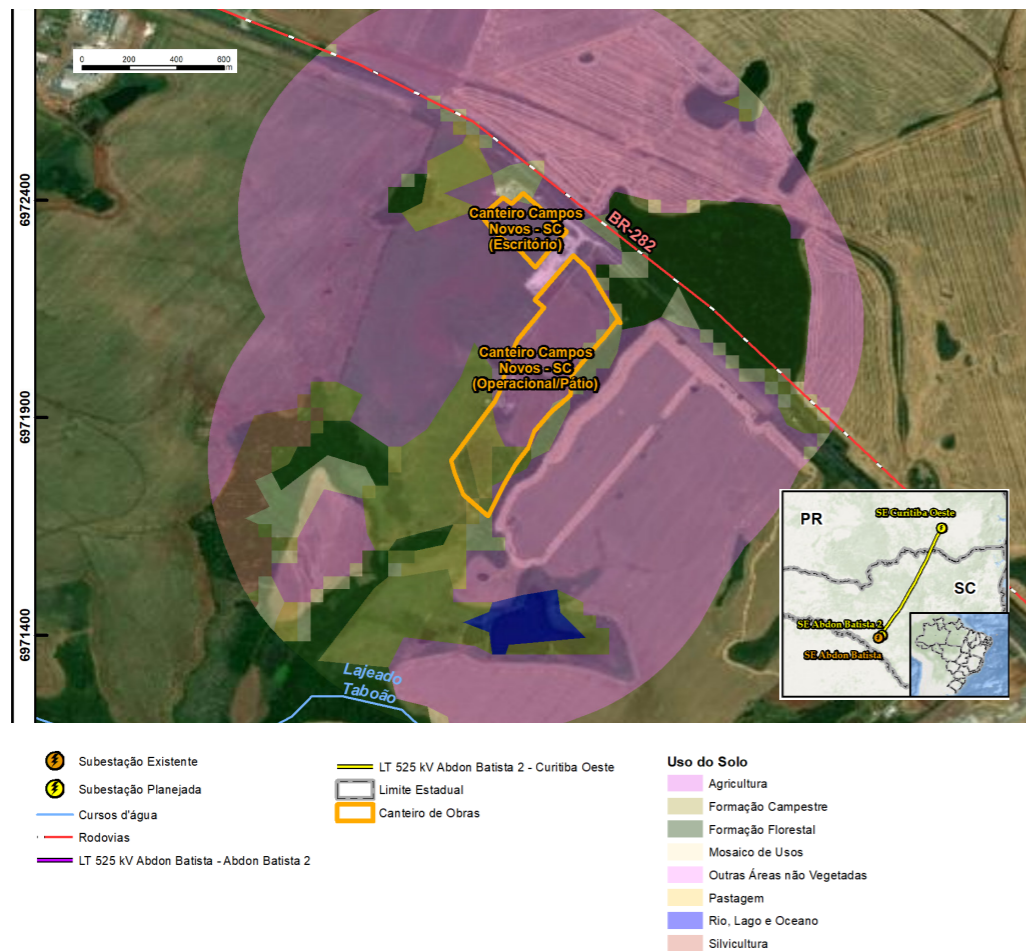 0 200 400 600
m
6972400
6971900
6971400
Canteiro Campos
Novos - SC
(Escritório)
BR-282
Canteiro Campos
Novos - SC
(Operacional/Pátio)
Lajeado
Taboão
PR
SE Curitiba Oeste
SC
SE Abdon Batista 2
SE Abdon Batista
Subestação Existente
Subestação Planejada
Cursos d'água
Rodovias
LT 525 kV Abdon Batista - Abdon Batista 2
LT 525 kV Abdon Batista 2 - Curitiba Oeste
Limite Estadual
Canteiro de Obras
Uso do Solo
Agricultura
Formação Campestre
Formação Florestal
Mosaico de Usos
Outras Áreas não Vegetadas
Pastagem
Rio, Lago e Oceano
Silvicultura